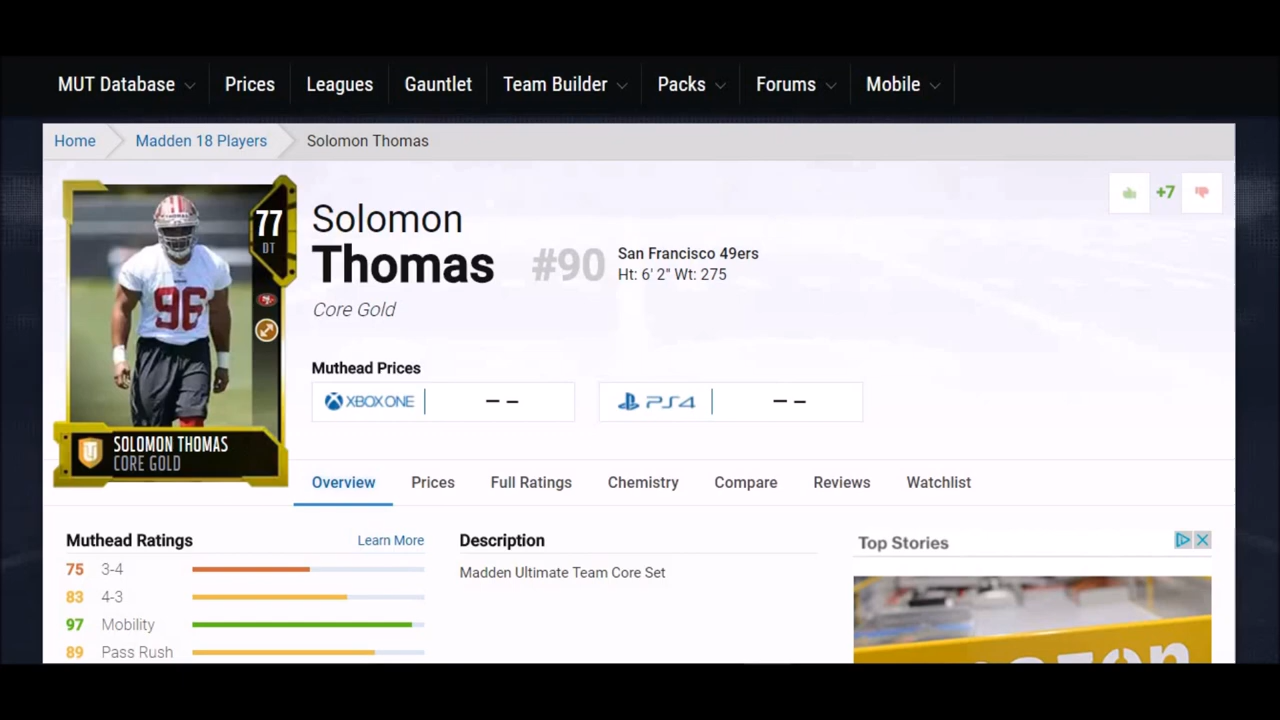 MUT Database Prices Leagues Gauntlet Team Builder Packs Forums Mobile
Home Madden 18 Players Solomon Thomas
77
DT
96
SOLOMON THOMAS
CORE GOLD
Solomon
Thomas
#90
San Francisco 49ers
Ht: 6' 2" Wt: 275
Core Gold
+7
Muthead Prices
XBOX ONE – –
PS4 – –
Overview Prices Full Ratings Chemistry Compare Reviews Watchlist
Muthead Ratings Learn More
75 3-4
83 4-3
97 Mobility
89 Pass Rush
Description
Madden Ultimate Team Core Set
Top Stories